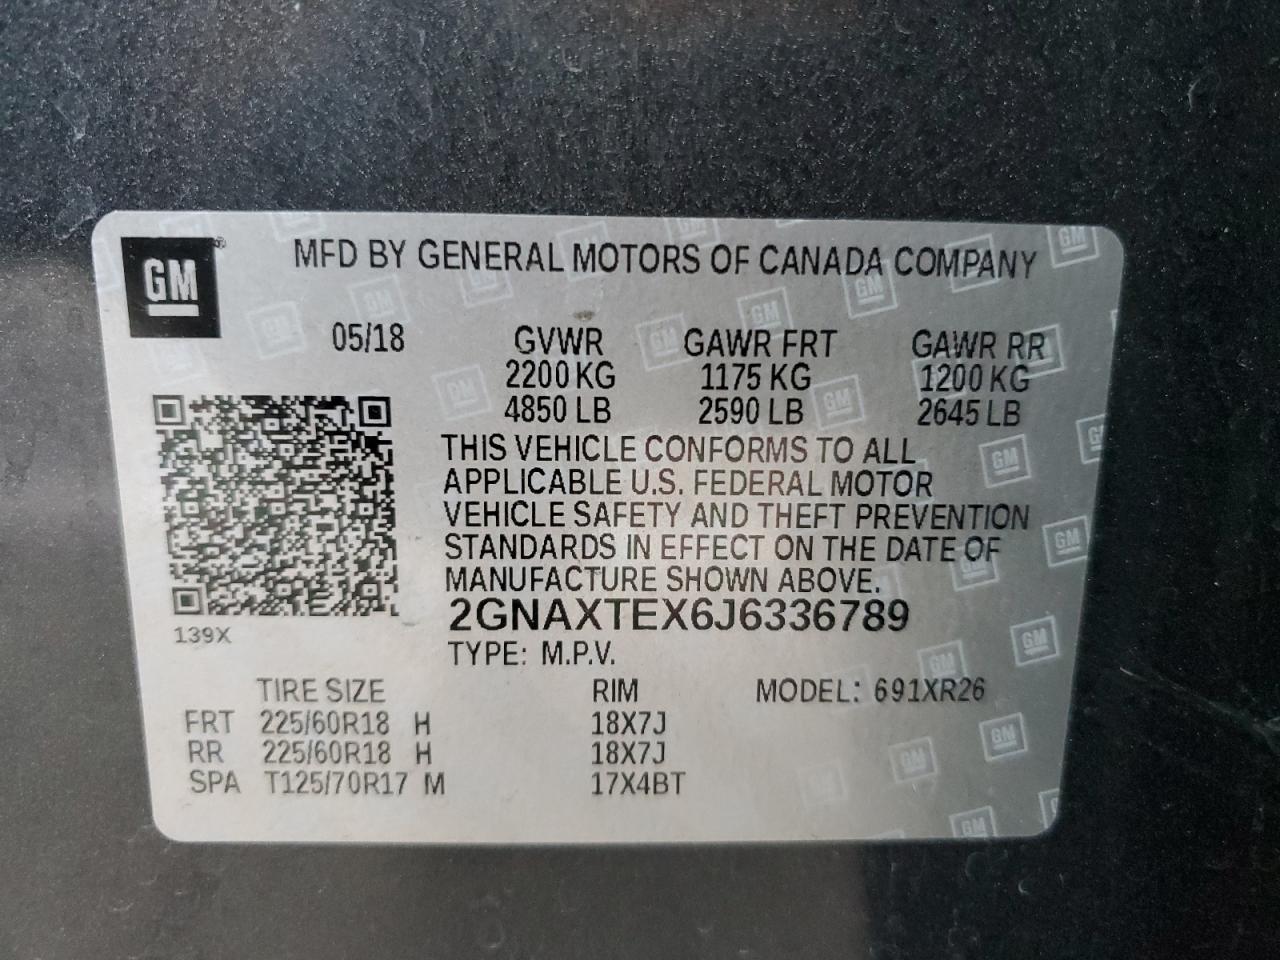 GM
MFD BY GENERAL MOTORS OF CANADA COMPANY
05/18 GVWR GAWR FRT GAWR RR
2200 KG 1175 KG 1200 KG
4850 LB 2590 LB 2645 LB
THIS VEHICLE CONFORMS TO ALL
APPLICABLE U.S. FEDERAL MOTOR
VEHICLE SAFETY AND THEFT PREVENTION
STANDARDS IN EFFECT ON THE DATE OF
MANUFACTURE SHOWN ABOVE.
2GNAXTEX6J6336789
139X
TYPE: M.P.V.
TIRE SIZE RIM MODEL: 691XR26
FRT 225/60R18 H 18X7J
RR 225/60R18 H 18X7J
SPA T125/70R17 M 17X4BT